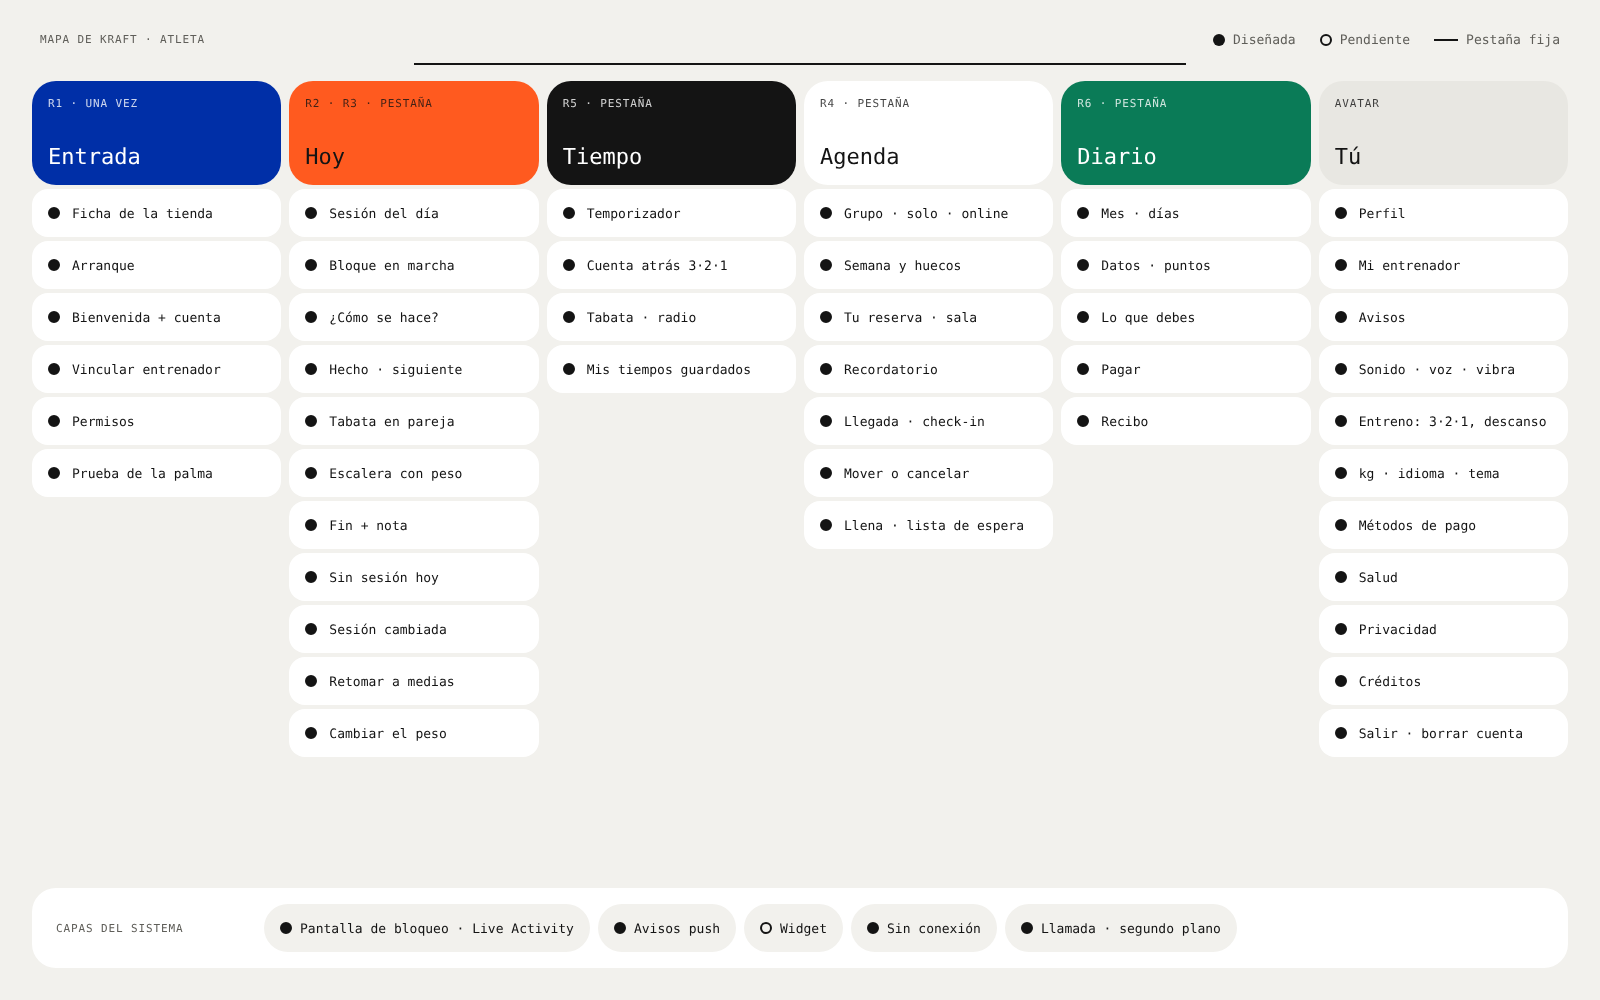 MAPA DE KRAFT · ATLETA
Diseñada
Pendiente
Pestaña fija
R1 · UNA VEZ
Entrada
Ficha de la tienda
Arranque
Bienvenida + cuenta
Vincular entrenador
Permisos
Prueba de la palma
R2 · R3 · PESTAÑA
Hoy
Sesión del día
Bloque en marcha
¿Cómo se hace?
Hecho · siguiente
Tabata en pareja
Escalera con peso
Fin + nota
Sin sesión hoy
Sesión cambiada
Retomar a medias
Cambiar el peso
R5 · PESTAÑA
Tiempo
Temporizador
Cuenta atrás 3·2·1
Tabata · radio
Mis tiempos guardados
R4 · PESTAÑA
Agenda
Grupo · solo · online
Semana y huecos
Tu reserva · sala
Recordatorio
Llegada · check-in
Mover o cancelar
Llena · lista de espera
R6 · PESTAÑA
Diario
Mes · días
Datos · puntos
Lo que debes
Pagar
Recibo
AVATAR
Tú
Perfil
Mi entrenador
Avisos
Sonido · voz · vibra
Entreno: 3·2·1, descanso
kg · idioma · tema
Métodos de pago
Salud
Privacidad
Créditos
Salir · borrar cuenta
CAPAS DEL SISTEMA
Pantalla de bloqueo · Live Activity
Avisos push
Widget
Sin conexión
Llamada · segundo plano